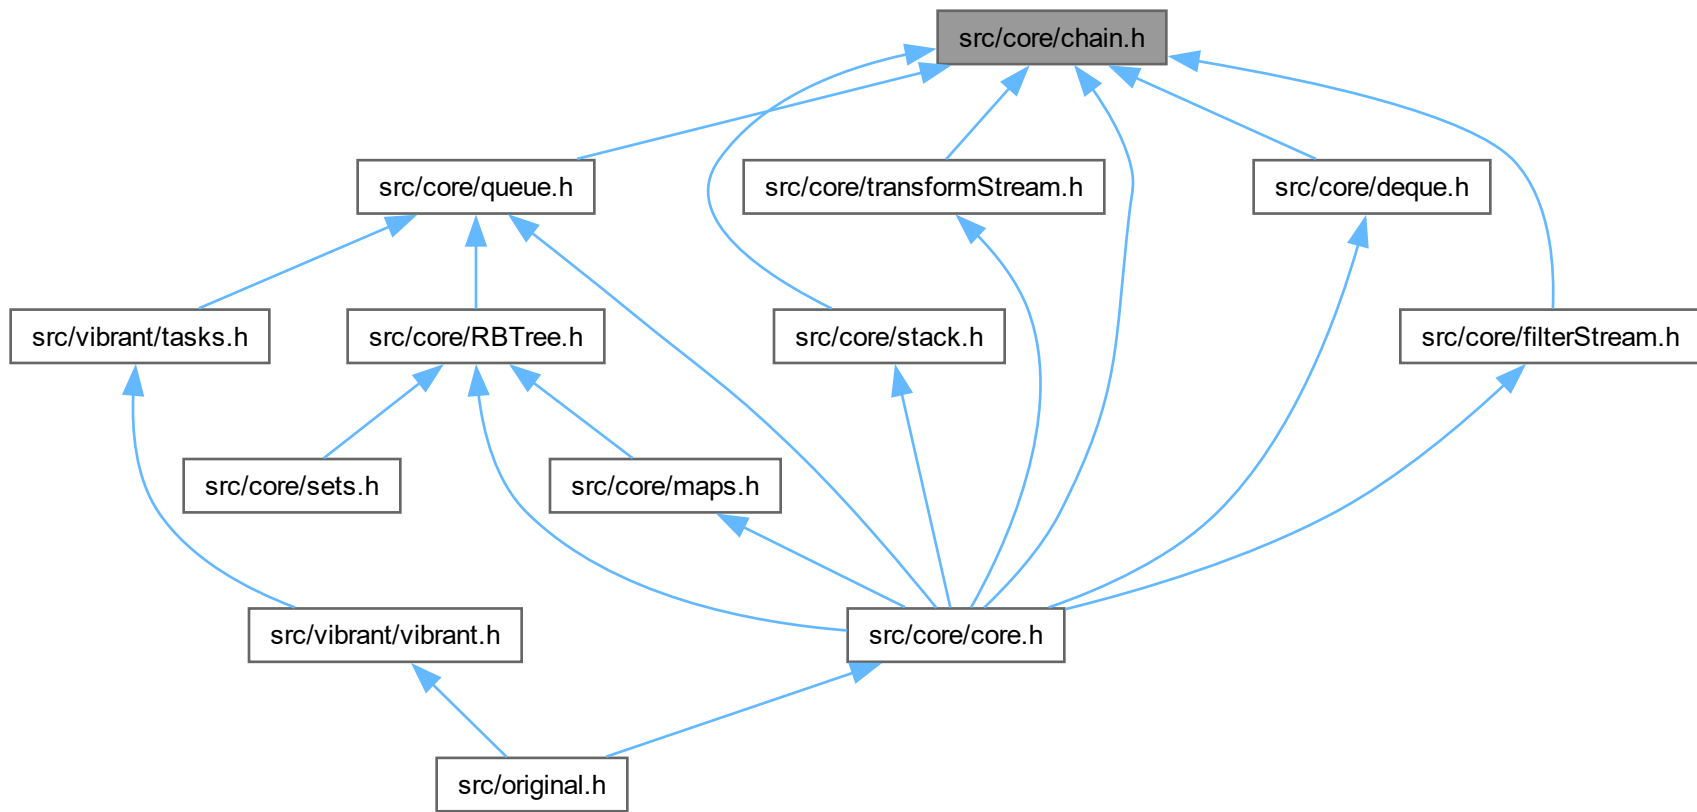 src/core/chain.h
src/core/queue.h
src/core/transformStream.h
src/core/deque.h
src/vibrant/tasks.h
src/core/RBTree.h
src/core/stack.h
src/core/filterStream.h
src/core/sets.h
src/core/maps.h
src/vibrant/vibrant.h
src/core/core.h
src/original.h